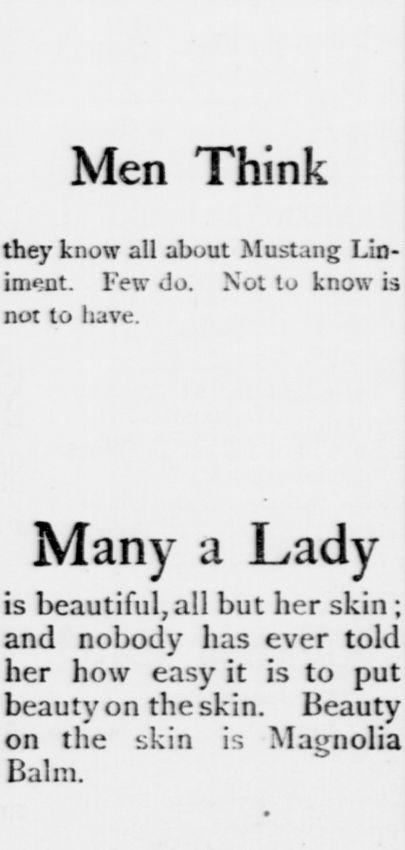 Men Think
they know all about Mustang Lin-
iment. Few do. Not to know is
not to have.
Many a Lady
is beautiful, all but her skin;
and nobody has ever told
her how easy it is to put
beauty on the skin. Beauty
on the skin is Magnolia
Balm.